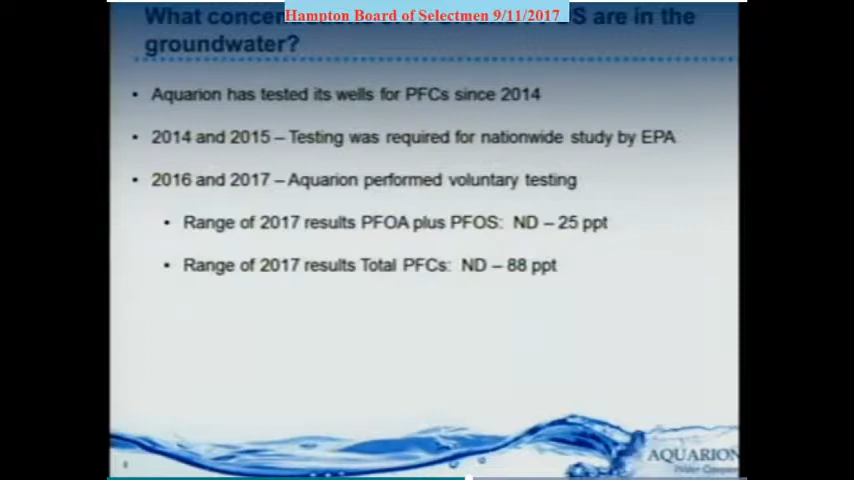 Hampton Board of Selectmen 9/11/2017
What concen S are in the
groundwater?
• Aquarion has tested its wells for PFCs since 2014
• 2014 and 2015 – Testing was required for nationwide study by EPA
• 2016 and 2017 – Aquarion performed voluntary testing
• Range of 2017 results PFOA plus PFOS: ND – 25 ppt
• Range of 2017 results Total PFCs: ND – 88 ppt
AQUARION
Water